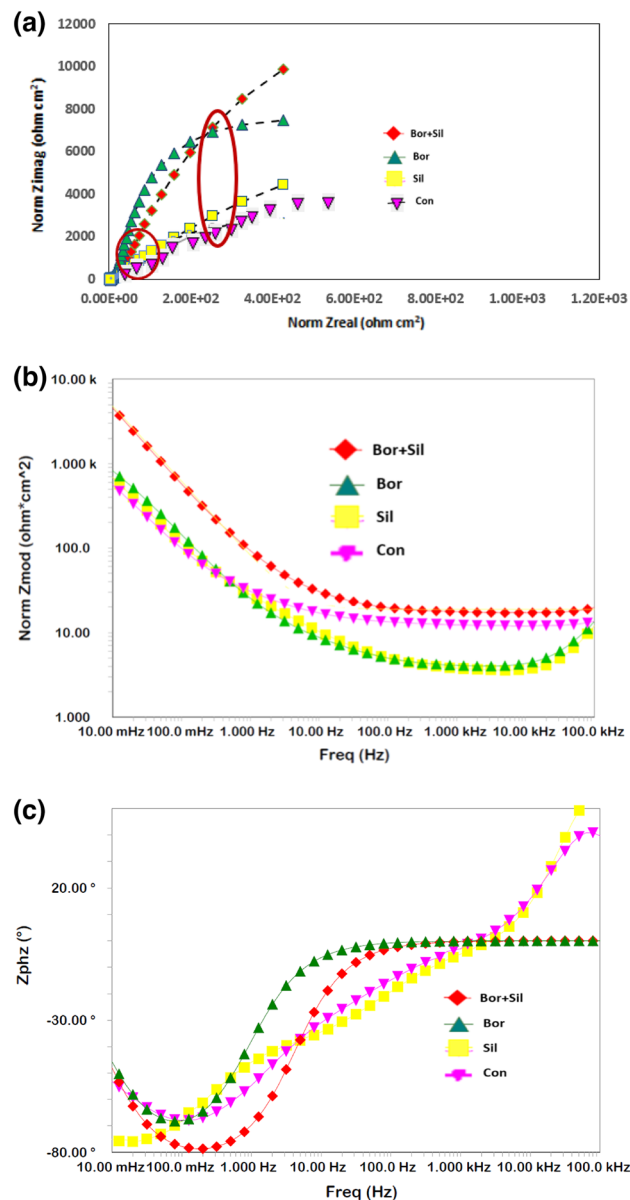 (a)
Norm Zimag (ohm cm²)
12000
10000
8000
6000
4000
2000
0
Bor+Sil
Bor
Sil
Con
0.00E+00 2.00E+02 4.00E+02 6.00E+02 8.00E+02 1.00E+03 1.20E+03
Norm Zreal (ohm cm²)
(b)
Norm Zmod (ohm*cm^2)
10.00 k
1.000 k
100.0
10.00
1.000
Bor+Sil
Bor
Sil
Con
10.00 mHz 100.0 mHz 1.000 Hz 10.00 Hz 100.0 Hz 1.000 kHz 10.00 kHz 100.0 kHz
Freq (Hz)
(c)
Zphz (°)
20.00 °
-30.00 °
-80.00 °
Bor+Sil
Bor
Sil
Con
10.00 mHz 100.0 mHz 1.000 Hz 10.00 Hz 100.0 Hz 1.000 kHz 10.00 kHz 100.0 kHz
Freq (Hz)